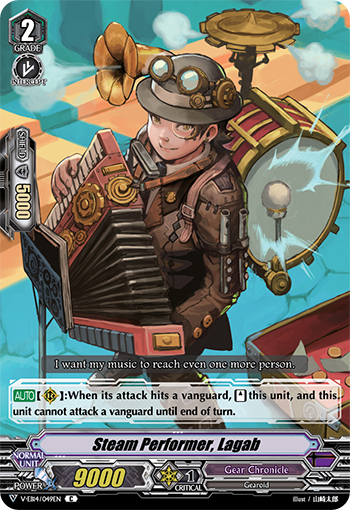 2
GRADE
INTERCEPT
SHIELD
5000
I want my music to reach even one more person.
AUTO [ ]:When its attack hits a vanguard, [ ] this unit, and this
unit cannot attack a vanguard until end of turn.
Steam Performer, Lagab
NORMAL
UNIT
POWER
9000
1
CRITICAL
Gear Chronicle
Gearoid
V-EB14/049EN C
Illust / 山崎太郎